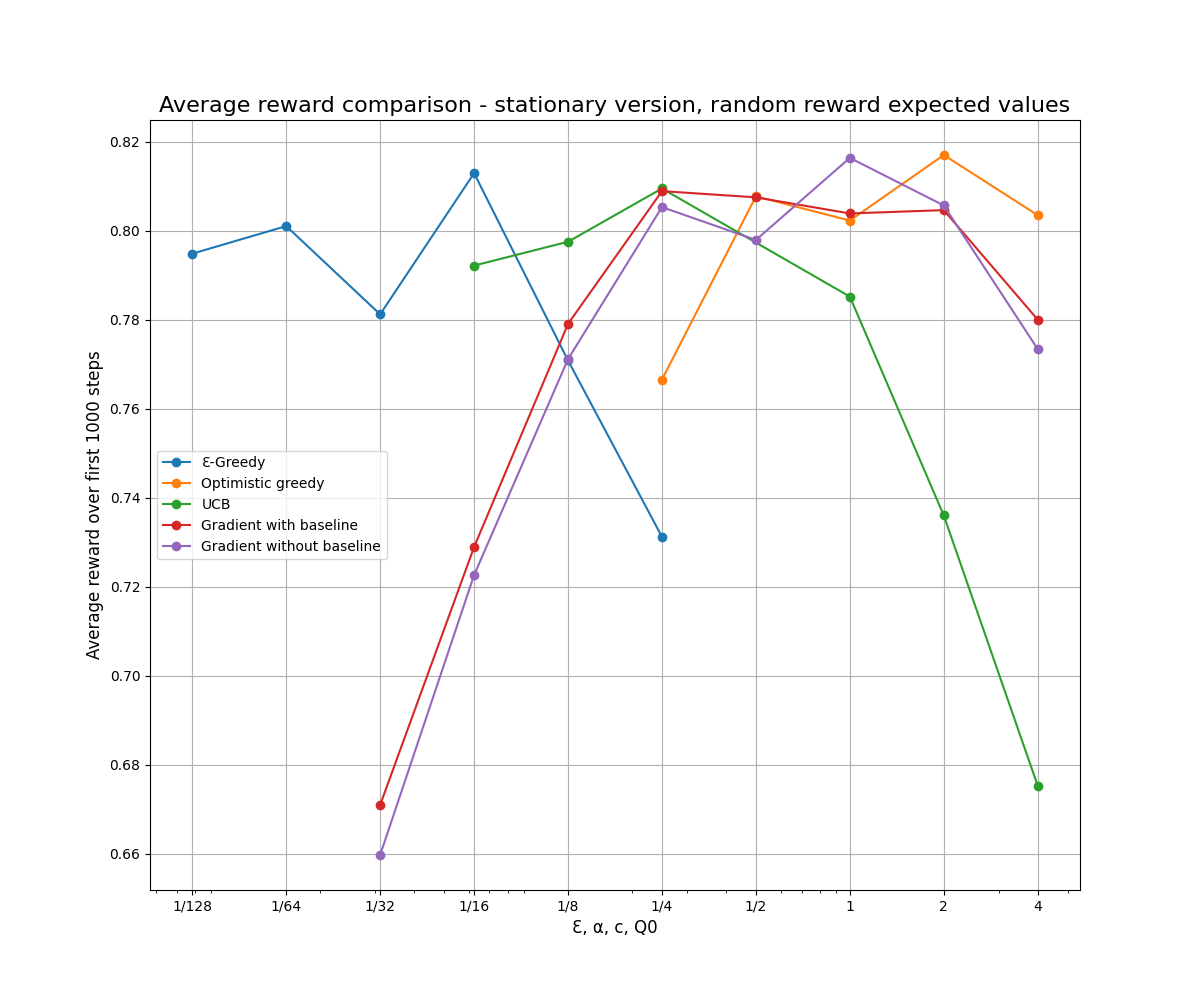 Average reward comparison - stationary version, random reward expected values
0.82
0.80
0.78
0.76
0.74
0.72
0.70
0.68
0.66
Average reward over first 1000 steps
Ɛ-Greedy
Optimistic greedy
UCB
Gradient with baseline
Gradient without baseline
1/128 1/64 1/32 1/16 1/8 1/4 1/2 1 2 4
Ɛ, α, c, Q0